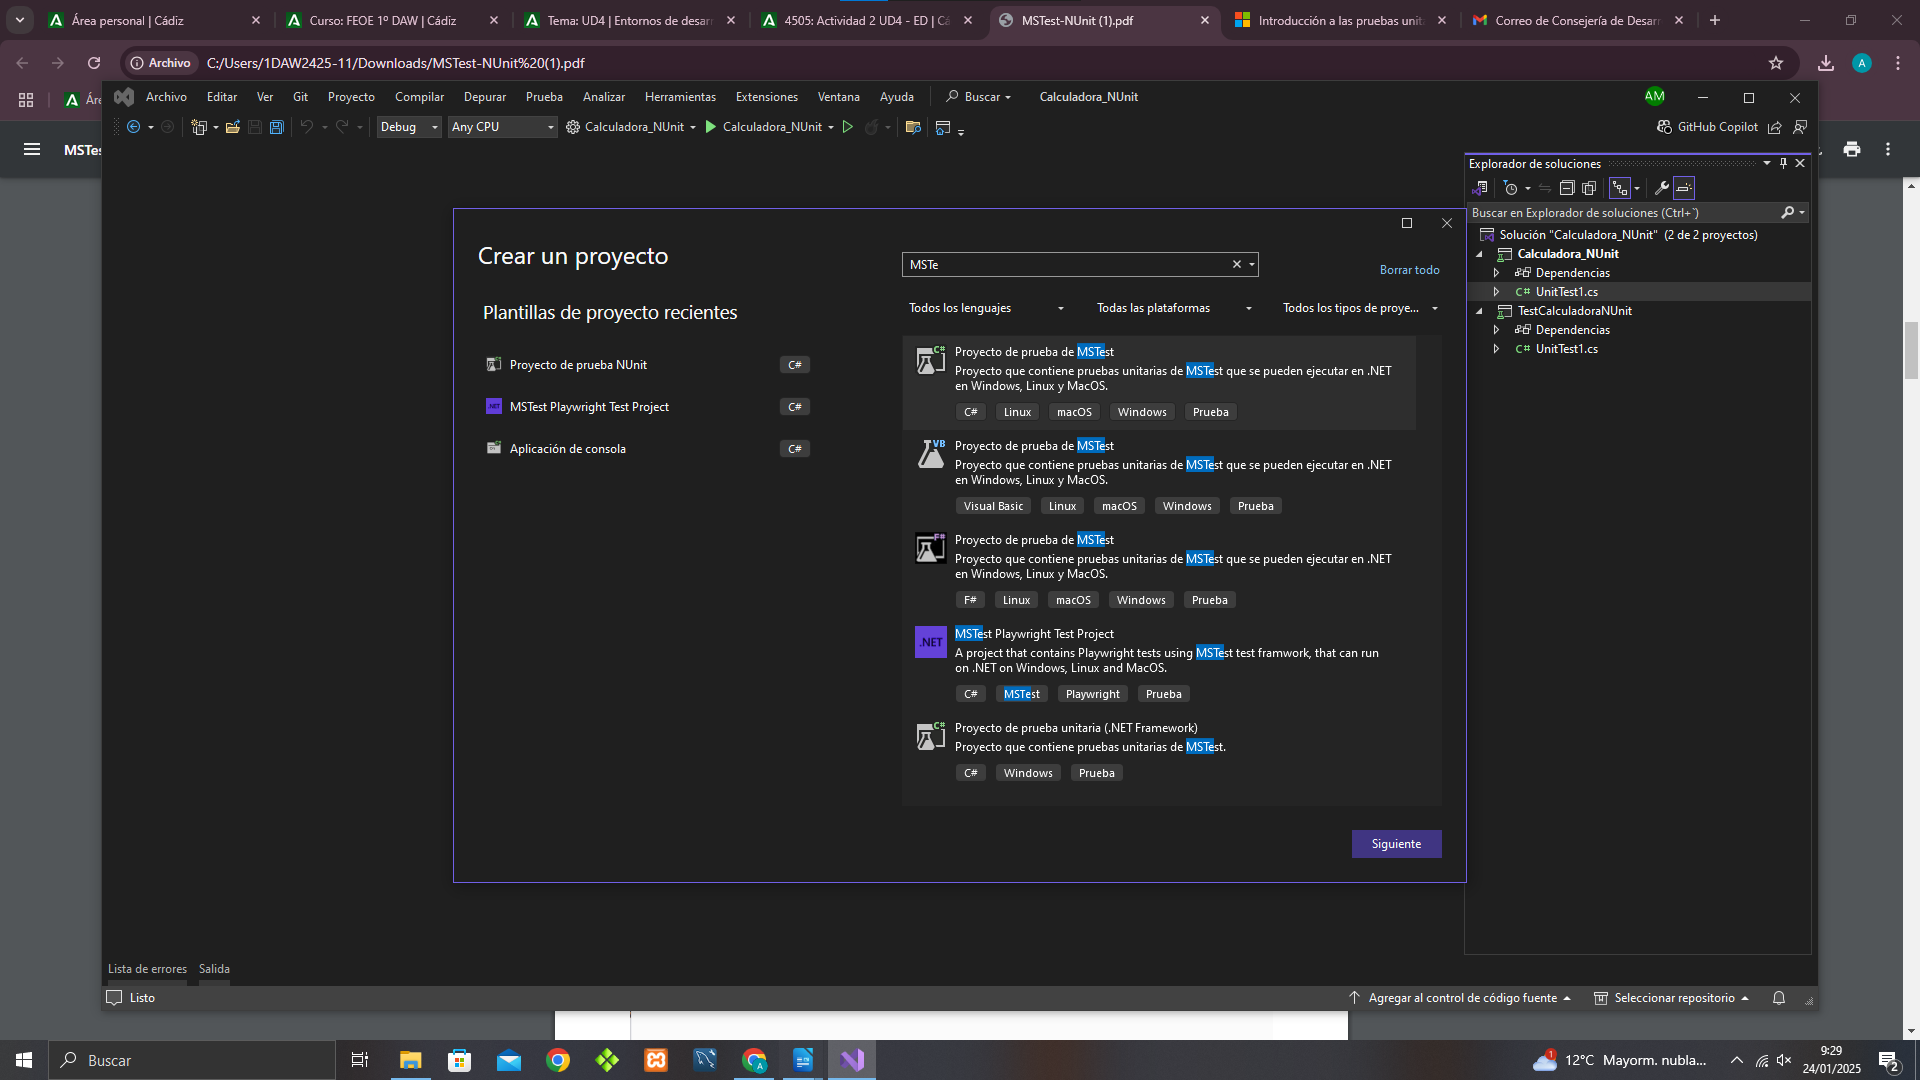 Área personal | Cádiz
Curso: FEOE 1º DAW | Cádiz
Tema: UD4 | Entornos de desarr
4505: Actividad 2 UD4 - ED | Cá
MSTest-NUnit (1).pdf
Introducción a las pruebas unit
Correo de Consejería de Desarr
Archivo
C:/Users/1DAW2425-11/Downloads/MSTest-NUnit%20(1).pdf
A
Áre
Archivo Editar Ver Git Proyecto Compilar Depurar Prueba Analizar Herramientas Extensiones Ventana Ayuda Buscar Calculadora_NUnit
AM
Debug Any CPU Calculadora_NUnit Calculadora_NUnit
GitHub Copilot
MSTes
Explorador de soluciones
Buscar en Explorador de soluciones (Ctrl+`)
Solución "Calculadora_NUnit" (2 de 2 proyectos)
Calculadora_NUnit
Dependencias
C# UnitTest1.cs
TestCalculadoraNUnit
Dependencias
C# UnitTest1.cs
Crear un proyecto
MSTe
Borrar todo
Plantillas de proyecto recientes
Proyecto de prueba NUnit C#
MSTest Playwright Test Project C#
Aplicación de consola C#
Todos los lenguajes Todas las plataformas Todos los tipos de proye...
Proyecto de prueba de MSTest
Proyecto que contiene pruebas unitarias de MSTest que se pueden ejecutar en .NET
en Windows, Linux y MacOS.
C# Linux macOS Windows Prueba
VB
Proyecto de prueba de MSTest
Proyecto que contiene pruebas unitarias de MSTest que se pueden ejecutar en .NET
en Windows, Linux y MacOS.
Visual Basic Linux macOS Windows Prueba
F#
Proyecto de prueba de MSTest
Proyecto que contiene pruebas unitarias de MSTest que se pueden ejecutar en .NET
en Windows, Linux y MacOS.
F# Linux macOS Windows Prueba
.NET
MSTest Playwright Test Project
A project that contains Playwright tests using MSTest test framwork, that can run
on .NET on Windows, Linux and MacOS.
C# MSTest Playwright Prueba
Proyecto de prueba unitaria (.NET Framework)
Proyecto que contiene pruebas unitarias de MSTest.
C# Windows Prueba
Siguiente
Lista de errores Salida
Listo
Agregar al control de código fuente
Seleccionar repositorio
Buscar
1
12°C Mayorm. nubla...
9:29
24/01/2025
2